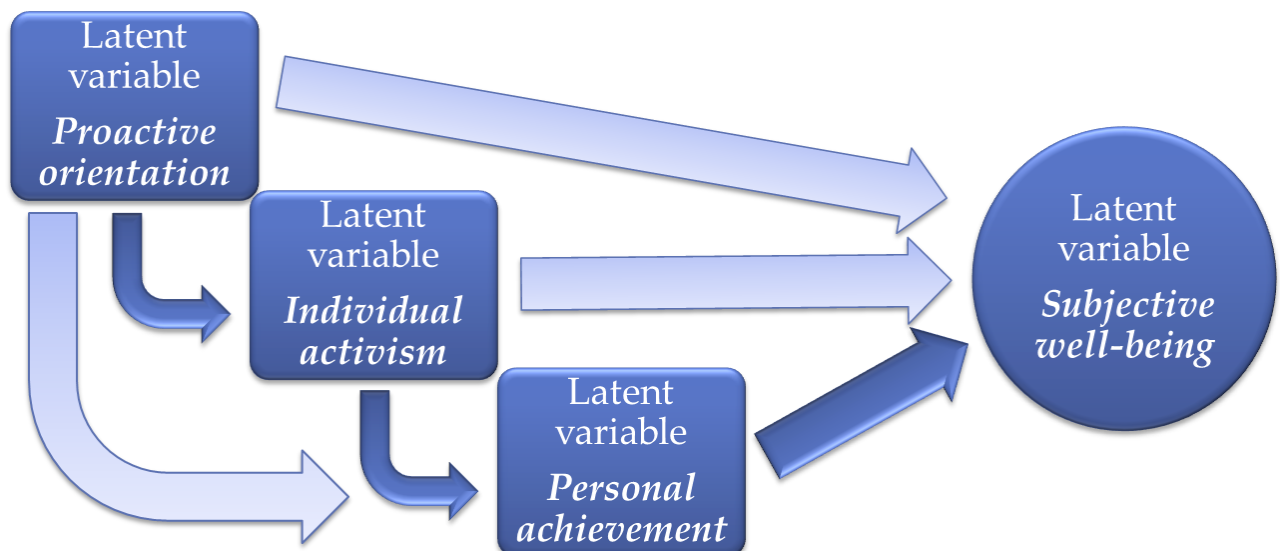 Latent
variable
Proactive
orientation
Latent
variable
Individual
activism
Latent
variable
Personal
achievement
Latent
variable
Subjective
well-being